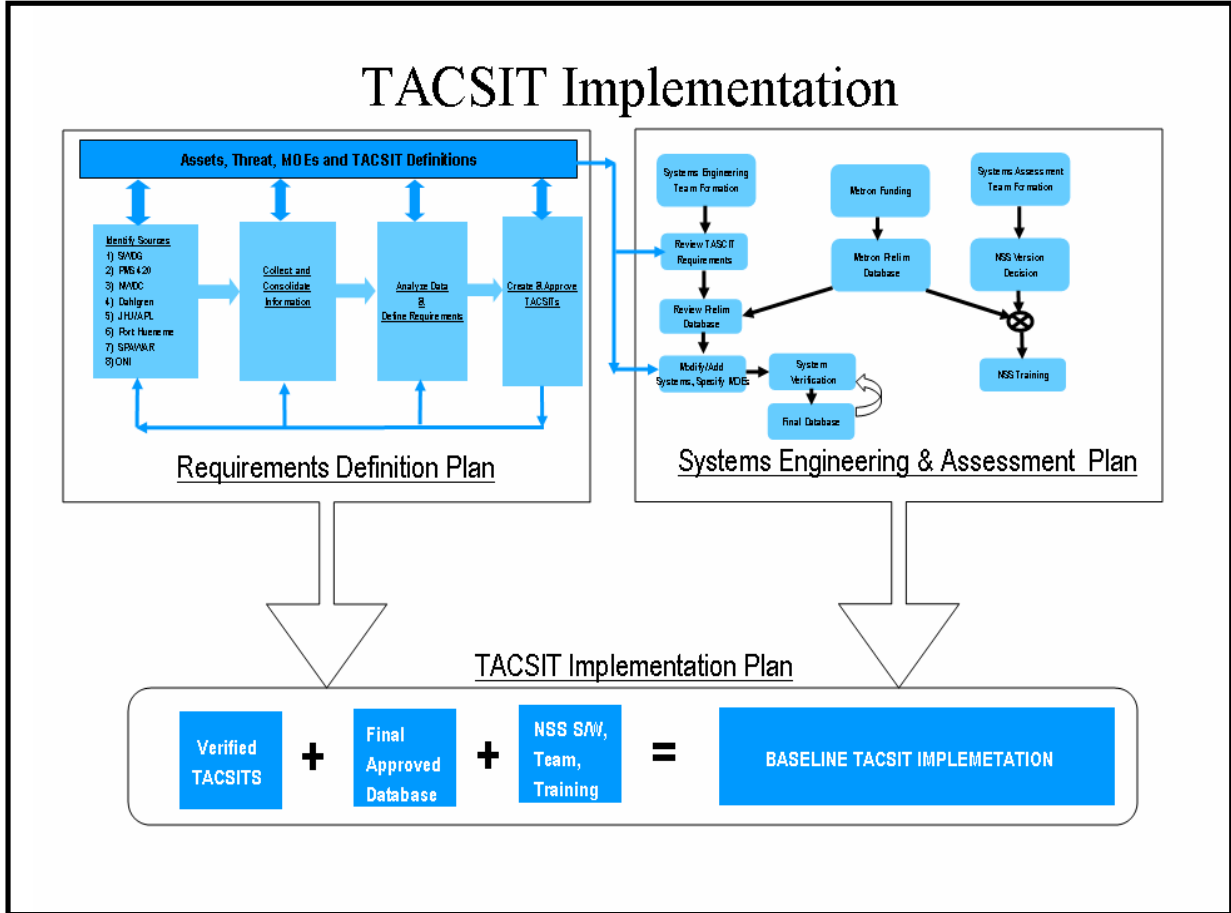 TACSIT Implementation
Assets, Threat, MOEs and TACSIT Definitions
Identify Sources
1) SWDG
2) PMS 420
3) NWDC
4) Dahlgren
5) JHU/APL
6) Port Hueneme
7) SPAWAR
8) ONI
Collect and
Consolidate
Information
Analyze Data
&
Define Requirements
Create & Approve
TACSITs
Requirements Definition Plan
Systems Engineering
Team Formation
Review TASCIT
Requirements
Review Prelim
Database
Modify/Add
Systems, Specify MOEs
System
Verification
Final Database
Metron Funding
Metron Prelim
Database
Systems Assessment
Team Formation
NSS Version
Decision
NSS Training
Systems Engineering & Assessment Plan
TACSIT Implementation Plan
Verified
TACSITS
+
Final
Approved
Database
+
NSS S/W,
Team,
Training
=
BASELINE TACSIT IMPLEMETATION